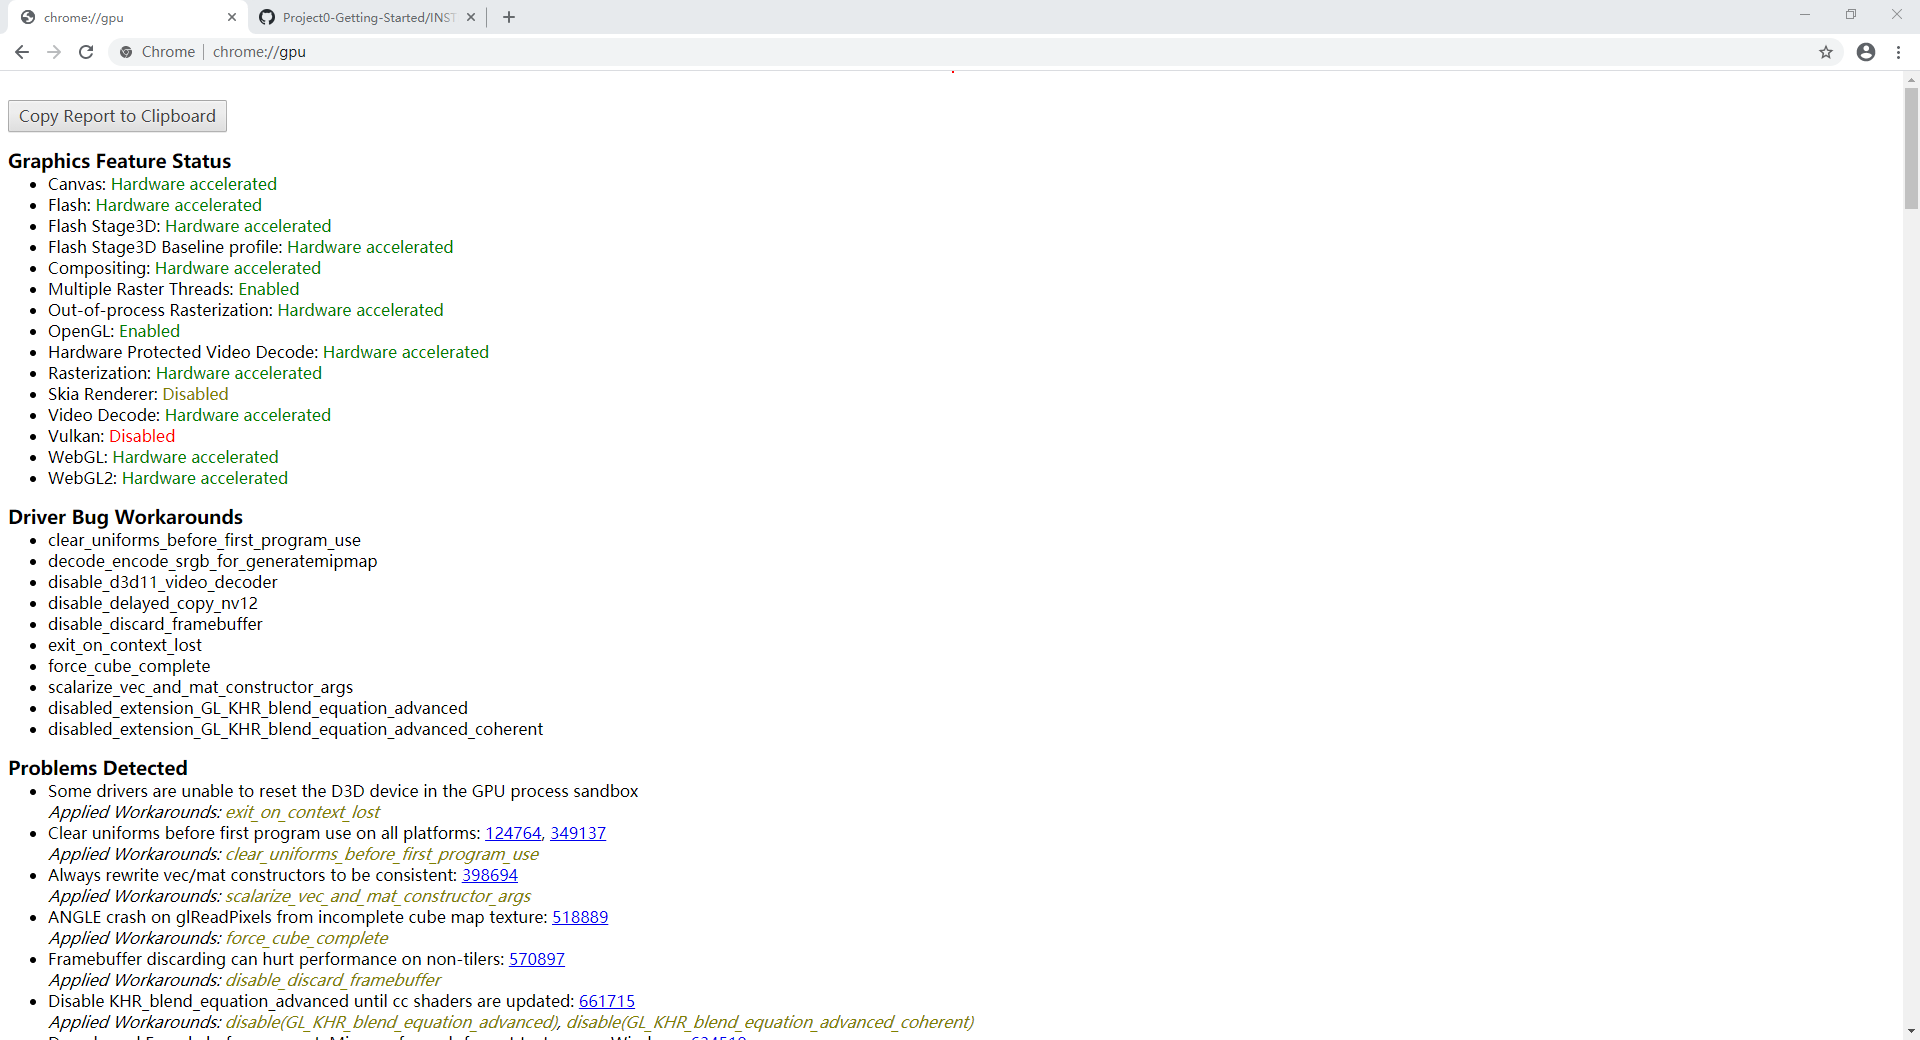 chrome://gpu
Project0-Getting-Started/INST
Chrome | chrome://gpu
Copy Report to Clipboard
Graphics Feature Status
Canvas: Hardware accelerated
Flash: Hardware accelerated
Flash Stage3D: Hardware accelerated
Flash Stage3D Baseline profile: Hardware accelerated
Compositing: Hardware accelerated
Multiple Raster Threads: Enabled
Out-of-process Rasterization: Hardware accelerated
OpenGL: Enabled
Hardware Protected Video Decode: Hardware accelerated
Rasterization: Hardware accelerated
Skia Renderer: Disabled
Video Decode: Hardware accelerated
Vulkan: Disabled
WebGL: Hardware accelerated
WebGL2: Hardware accelerated
Driver Bug Workarounds
clear_uniforms_before_first_program_use
decode_encode_srgb_for_generatemipmap
disable_d3d11_video_decoder
disable_delayed_copy_nv12
disable_discard_framebuffer
exit_on_context_lost
force_cube_complete
scalarize_vec_and_mat_constructor_args
disabled_extension_GL_KHR_blend_equation_advanced
disabled_extension_GL_KHR_blend_equation_advanced_coherent
Problems Detected
Some drivers are unable to reset the D3D device in the GPU process sandbox
Applied Workarounds: exit_on_context_lost
Clear uniforms before first program use on all platforms: 124764, 349137
Applied Workarounds: clear_uniforms_before_first_program_use
Always rewrite vec/mat constructors to be consistent: 398694
Applied Workarounds: scalarize_vec_and_mat_constructor_args
ANGLE crash on glReadPixels from incomplete cube map texture: 518889
Applied Workarounds: force_cube_complete
Framebuffer discarding can hurt performance on non-tilers: 570897
Applied Workarounds: disable_discard_framebuffer
Disable KHR_blend_equation_advanced until cc shaders are updated: 661715
Applied Workarounds: disable(GL_KHR_blend_equation_advanced), disable(GL_KHR_blend_equation_advanced_coherent)